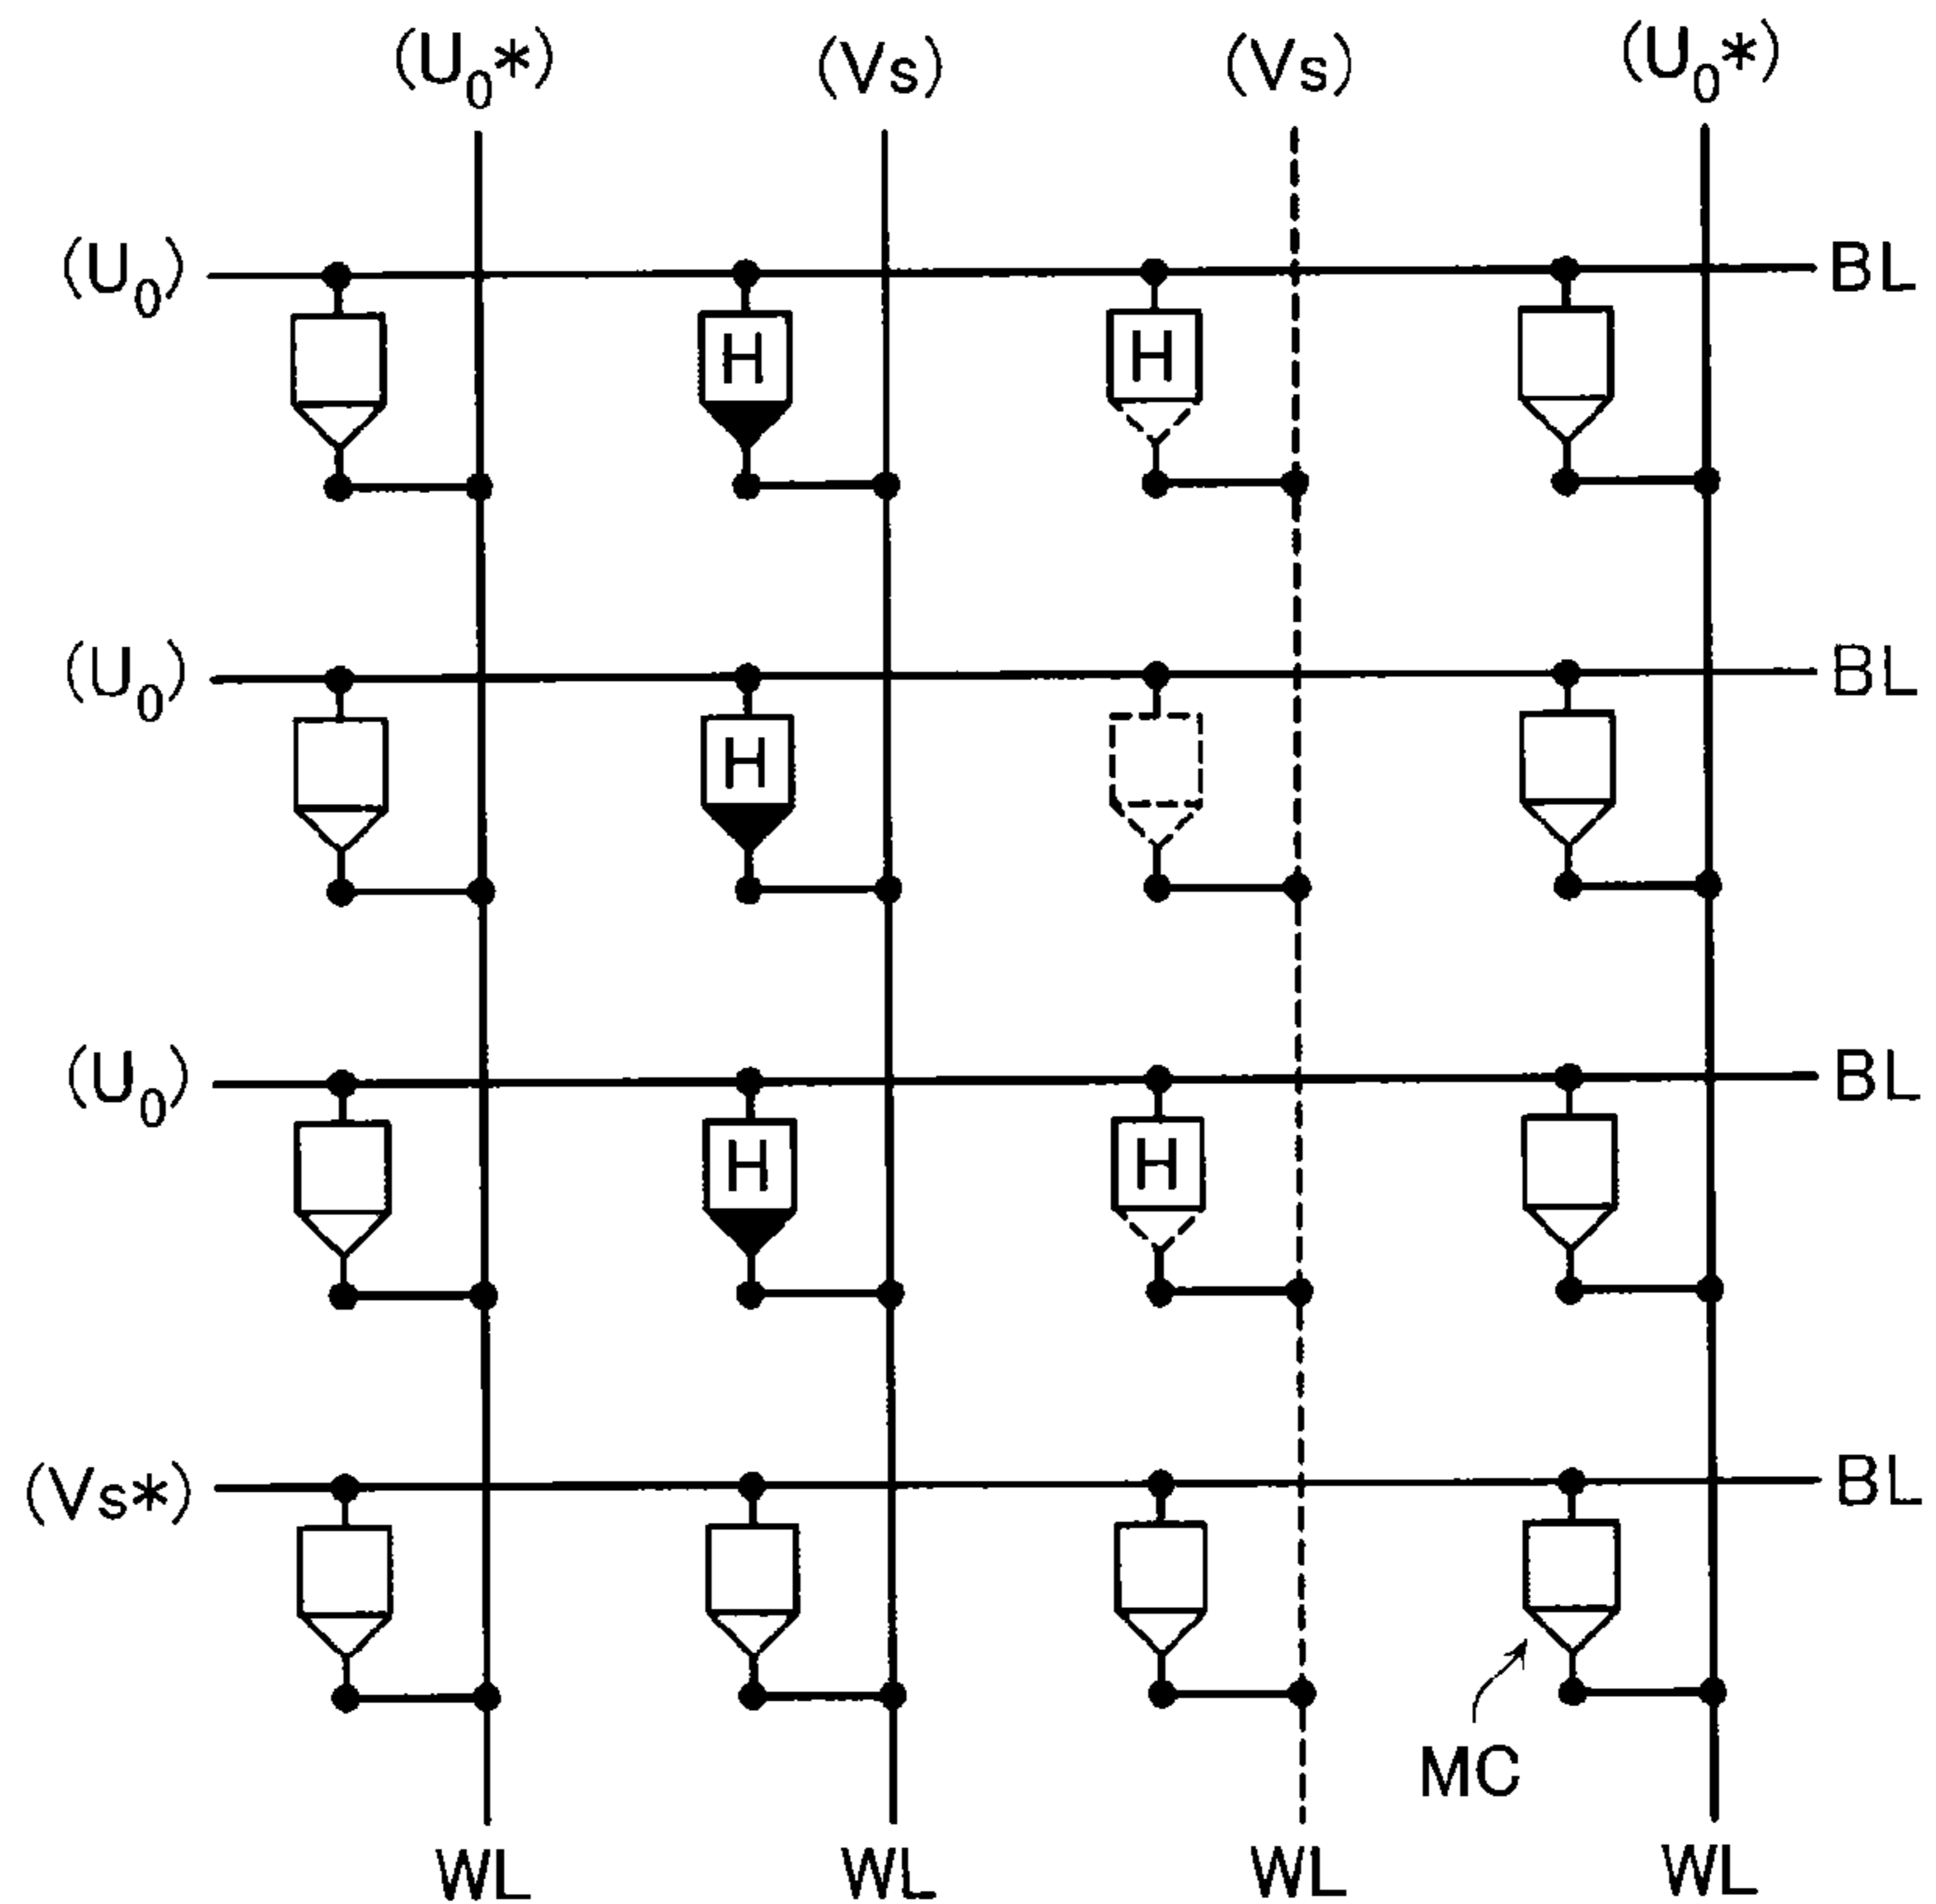 (U₀*) (Vs) (Vs) (U₀*)
(U₀) BL
H H
(U₀) BL
H
(U₀) BL
H H
(Vs*) BL
MC
WL WL WL WL